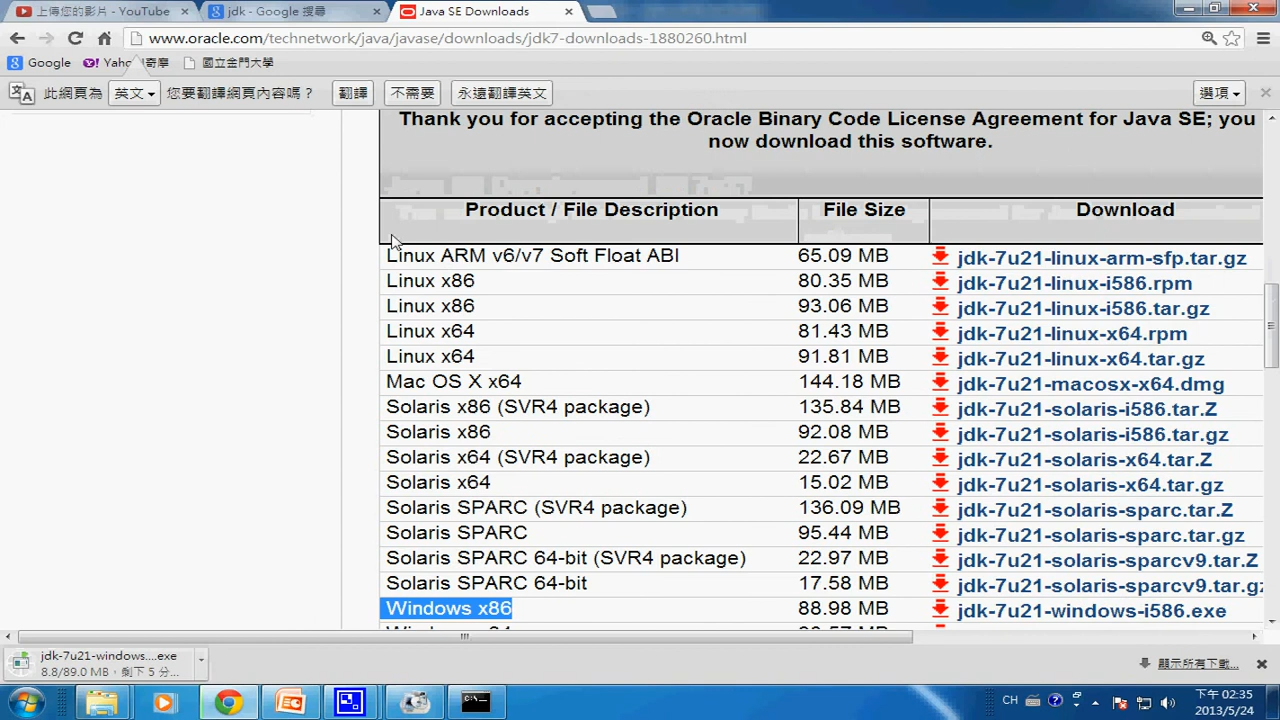 上傳您的影片 - YouTube
jdk - Google 搜尋
Java SE Downloads
www.oracle.com/technetwork/java/javase/downloads/jdk7-downloads-1880260.html
Google
國立金門大學
此網頁為 英文 您要翻譯網頁內容嗎？ 翻譯 不需要 永遠翻譯英文 選項
Thank you for accepting the Oracle Binary Code License Agreement for Java SE; you
now download this software.
Product / File Description File Size Download
Linux ARM v6/v7 Soft Float ABI 65.09 MB jdk-7u21-linux-arm-sfp.tar.gz
Linux x86 80.35 MB jdk-7u21-linux-i586.rpm
Linux x86 93.06 MB jdk-7u21-linux-i586.tar.gz
Linux x64 81.43 MB jdk-7u21-linux-x64.rpm
Linux x64 91.81 MB jdk-7u21-linux-x64.tar.gz
Mac OS X x64 144.18 MB jdk-7u21-macosx-x64.dmg
Solaris x86 (SVR4 package) 135.84 MB jdk-7u21-solaris-i586.tar.Z
Solaris x86 92.08 MB jdk-7u21-solaris-i586.tar.gz
Solaris x64 (SVR4 package) 22.67 MB jdk-7u21-solaris-x64.tar.Z
Solaris x64 15.02 MB jdk-7u21-solaris-x64.tar.gz
Solaris SPARC (SVR4 package) 136.09 MB jdk-7u21-solaris-sparc.tar.Z
Solaris SPARC 95.44 MB jdk-7u21-solaris-sparc.tar.gz
Solaris SPARC 64-bit (SVR4 package) 22.97 MB jdk-7u21-solaris-sparcv9.tar.Z
Solaris SPARC 64-bit 17.58 MB jdk-7u21-solaris-sparcv9.tar.gz
Windows x86 88.98 MB jdk-7u21-windows-i586.exe
jdk-7u21-windows....exe
8.8/89.0 MB，剩下 5 分...
顯示所有下載...
CH
下午 02:35
2013/5/24